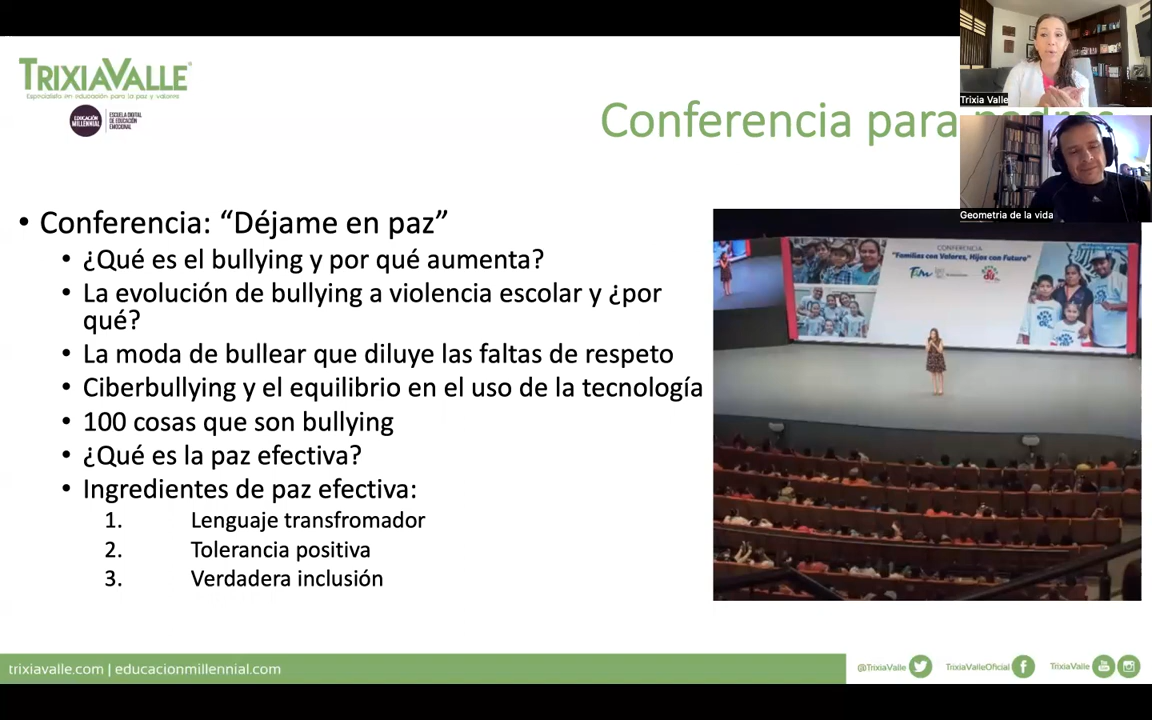 TRIXIAVALLE®
Especialista en educación para la paz y valores
EDUCACIÓN
MILLENNIAL
ESCUELA DIGITAL
DE EDUCACIÓN
EMOCIONAL
Conferencia para padres
Trixia Valle
Geometria de la vida
• Conferencia: “Déjame en paz”
• ¿Qué es el bullying y por qué aumenta?
• La evolución de bullying a violencia escolar y ¿por
qué?
• La moda de bullear que diluye las faltas de respeto
• Ciberbullying y el equilibrio en el uso de la tecnología
• 100 cosas que son bullying
• ¿Qué es la paz efectiva?
• Ingredientes de paz efectiva:
1. Lenguaje transfromador
2. Tolerancia positiva
3. Verdadera inclusión
CONFERENCIA
"Familias con Valores, Hijos con Futuro"
trixiavalle.com | educacionmillennial.com
@TrixiaValle
TrixiaValleOficial
TrixiaValle